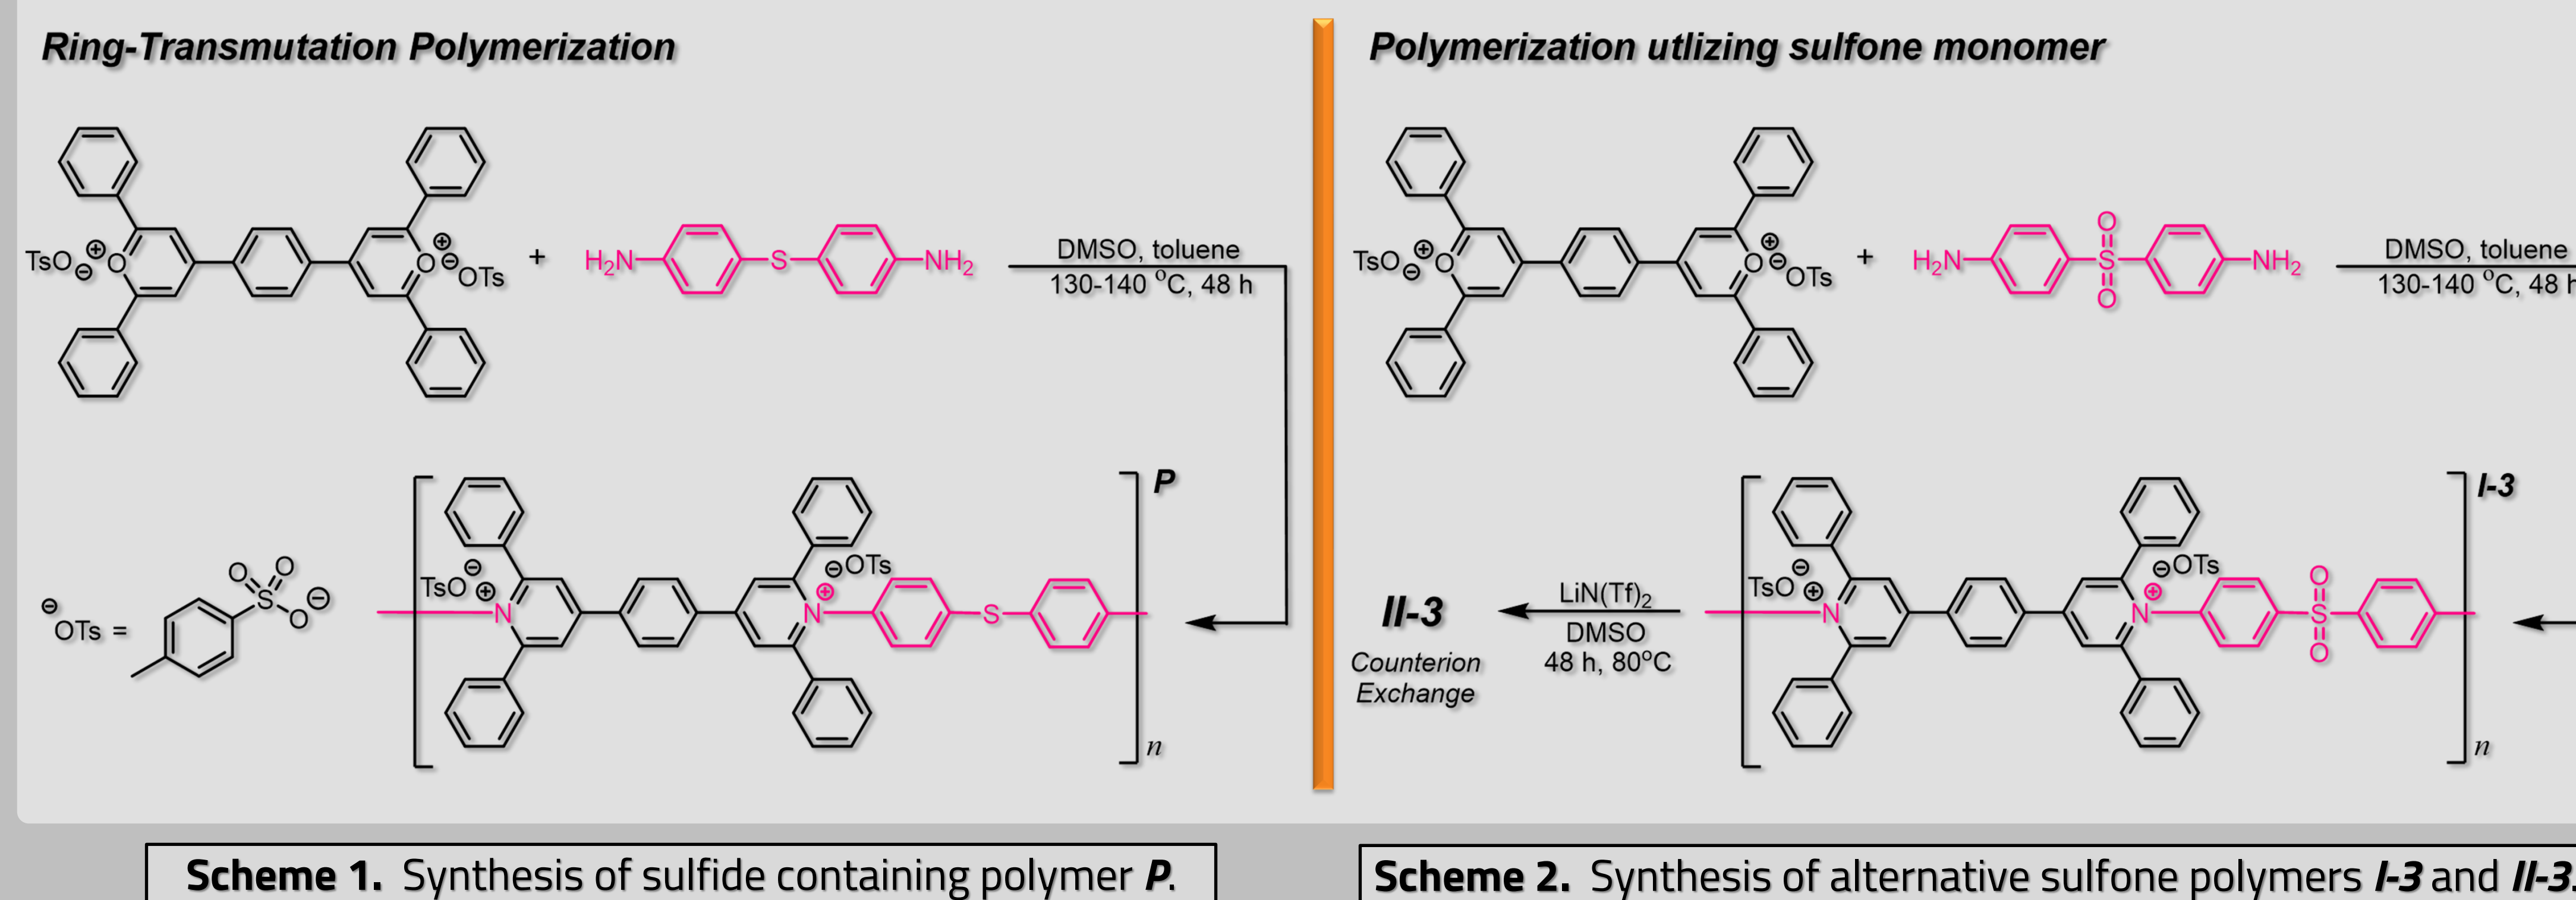 Ring-Transmutation Polymerization
TsO⊖ ⊕ O
O ⊕ ⊖OTs
+
H₂N
S
NH₂
DMSO, toluene
130-140 °C, 48 h
⊖OTs =
O O
S
O ⊖
TsO ⊖ ⊕
N
⊖OTs
⊕
N
S
P
n
Scheme 1. Synthesis of sulfide containing polymer P.
Polymerization utlizing sulfone monomer
TsO⊖ ⊕ O
O ⊕ ⊖OTs
+
H₂N
O
S
O
NH₂
DMSO, toluene
130-140 °C, 48 h
II-3
Counterion
Exchange
LiN(Tf)₂
DMSO
48 h, 80°C
TsO ⊖ ⊕
N
⊖OTs
⊕
N
O
S
O
I-3
n
Scheme 2. Synthesis of alternative sulfone polymers I-3 and II-3.